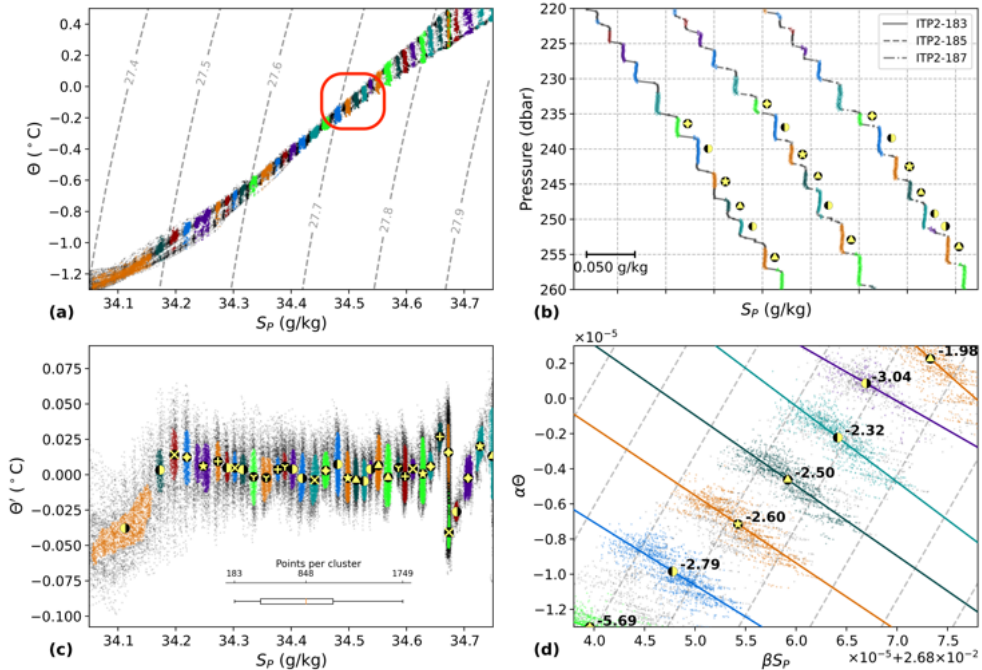 0.4
0.2
0.0
−0.2
−0.4
−0.6
−0.8
−1.0
−1.2
Θ (°C)
27.4
27.5
27.6
27.7
27.8
27.9
34.1 34.2 34.3 34.4 34.5 34.6 34.7
(a)
S_P (g/kg)
220
225
230
235
240
245
250
255
260
Pressure (dbar)
ITP2-183
ITP2-185
ITP2-187
0.050 g/kg
(b)
S_P (g/kg)
0.075
0.050
0.025
0.000
−0.025
−0.050
−0.075
−0.100
Θ′ (°C)
Points per cluster
183 848 1749
34.1 34.2 34.3 34.4 34.5 34.6 34.7
(c)
S_P (g/kg)
×10⁻⁵
0.2
0.0
−0.2
−0.4
−0.6
−0.8
−1.0
−1.2
αΘ
-1.98
-3.04
-2.32
-2.50
-2.60
-2.79
-5.69
4.0 4.5 5.0 5.5 6.0 6.5 7.0 7.5
(d)
βS_P
×10⁻⁵+2.68×10⁻²